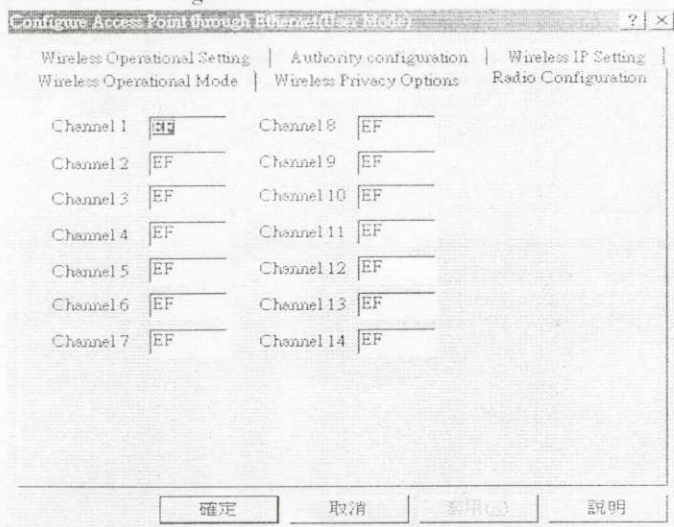 Configure Access Point through Ethernet(User Mode)
Wireless Operational Setting | Authority configuration | Wireless IP Setting
Wireless Operational Mode | Wireless Privacy Options Radio Configuration
Channel 1 EF Channel 8 EF
Channel 2 EF Channel 9 EF
Channel 3 EF Channel 10 EF
Channel 4 EF Channel 11 EF
Channel 5 EF Channel 12 EF
Channel 6 EF Channel 13 EF
Channel 7 EF Channel 14 EF
確定 取消 套用(A) 說明